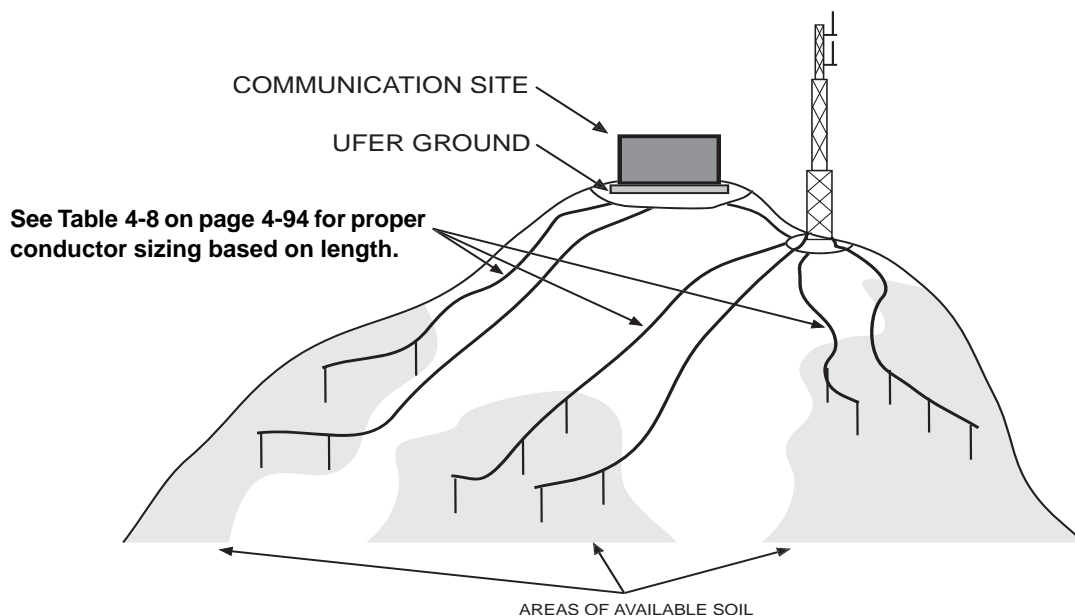 COMMUNICATION SITE
UFER GROUND
See Table 4-8 on page 4-94 for proper
conductor sizing based on length.
AREAS OF AVAILABLE SOIL